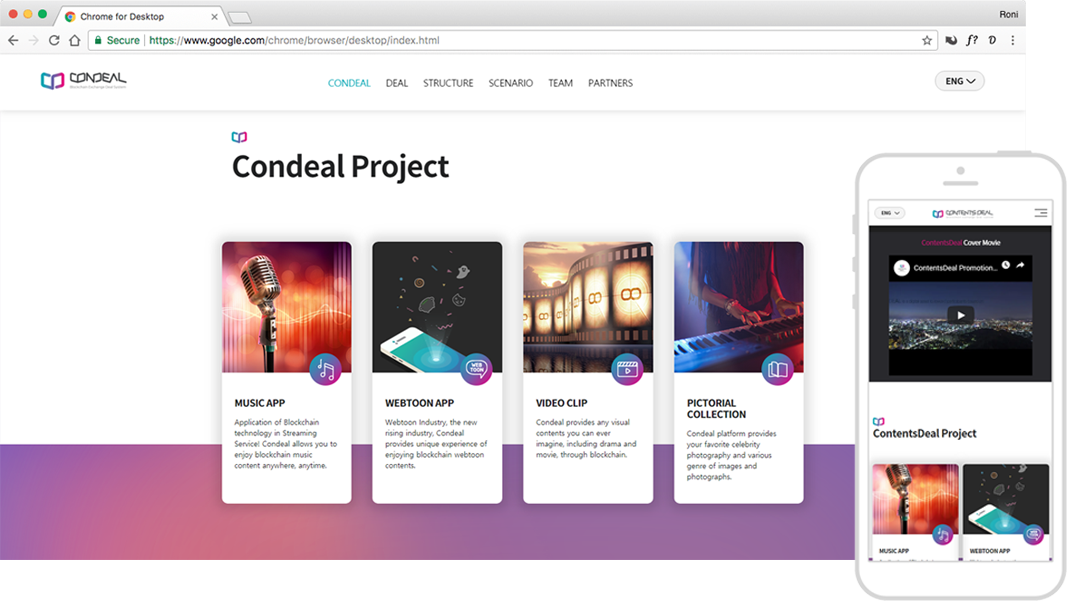 Chrome for Desktop
Roni
Secure https://www.google.com/chrome/browser/desktop/index.html
f?
CONDEAL
Blockchain Exchange Deal System
CONDEAL DEAL STRUCTURE SCENARIO TEAM PARTNERS
ENG
Condeal Project
WEB
TOON
MUSIC APP
Application of Blockchain
technology in Streaming
Service! Condeal allows you to
enjoy blockchain music
content anywhere, anytime.
WEBTOON APP
Webtoon Industry, the new
rising industry, Condeal
provides unique experience of
enjoying blockchain webtoon
contents.
VIDEO CLIP
Condeal provides any visual
contents you can ever
imagine, including drama and
movie, through blockchain.
PICTORIAL
COLLECTION
Condeal platform provides
your favorite celebrity
photography and various
genre of images and
photographs.
ENG
CONTENTS DEAL
ContentsDeal Cover Movie
ContentsDeal Promotion...
ContentsDeal Project
MUSIC APP
WEBTOON APP